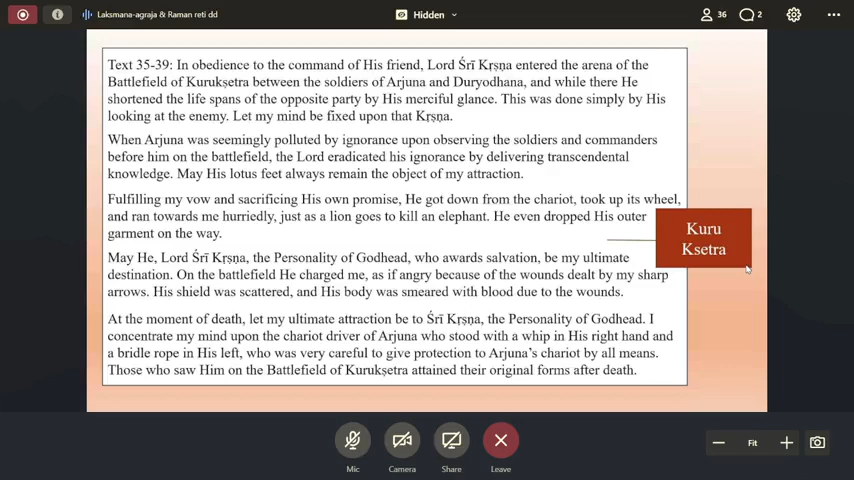 Laksmana-agraja & Raman reti dd
Hidden
36
2
Text 35-39: In obedience to the command of His friend, Lord Śrī Kṛṣṇa entered the arena of the
Battlefield of Kurukṣetra between the soldiers of Arjuna and Duryodhana, and while there He
shortened the life spans of the opposite party by His merciful glance. This was done simply by His
looking at the enemy. Let my mind be fixed upon that Kṛṣṇa.
When Arjuna was seemingly polluted by ignorance upon observing the soldiers and commanders
before him on the battlefield, the Lord eradicated his ignorance by delivering transcendental
knowledge. May His lotus feet always remain the object of my attraction.
Fulfilling my vow and sacrificing His own promise, He got down from the chariot, took up its wheel,
and ran towards me hurriedly, just as a lion goes to kill an elephant. He even dropped His outer
garment on the way.
May He, Lord Śrī Kṛṣṇa, the Personality of Godhead, who awards salvation, be my ultimate
destination. On the battlefield He charged me, as if angry because of the wounds dealt by my sharp
arrows. His shield was scattered, and His body was smeared with blood due to the wounds.
At the moment of death, let my ultimate attraction be to Śrī Kṛṣṇa, the Personality of Godhead. I
concentrate my mind upon the chariot driver of Arjuna who stood with a whip in His right hand and
a bridle rope in His left, who was very careful to give protection to Arjuna's chariot by all means.
Those who saw Him on the Battlefield of Kurukṣetra attained their original forms after death.
Kuru
Ksetra
Mic
Camera
Share
Leave
Fit